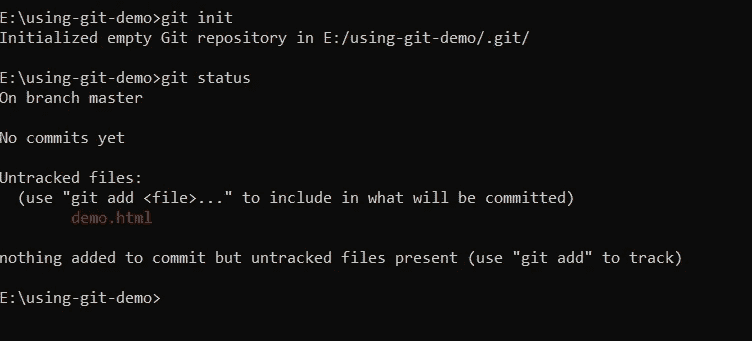 E:\using-git-demo>git init
Initialized empty Git repository in E:/using-git-demo/.git/
E:\using-git-demo>git status
On branch master
No commits yet
Untracked files:
  (use "git add <file>..." to include in what will be committed)
        demo.html
nothing added to commit but untracked files present (use "git add" to track)
E:\using-git-demo>